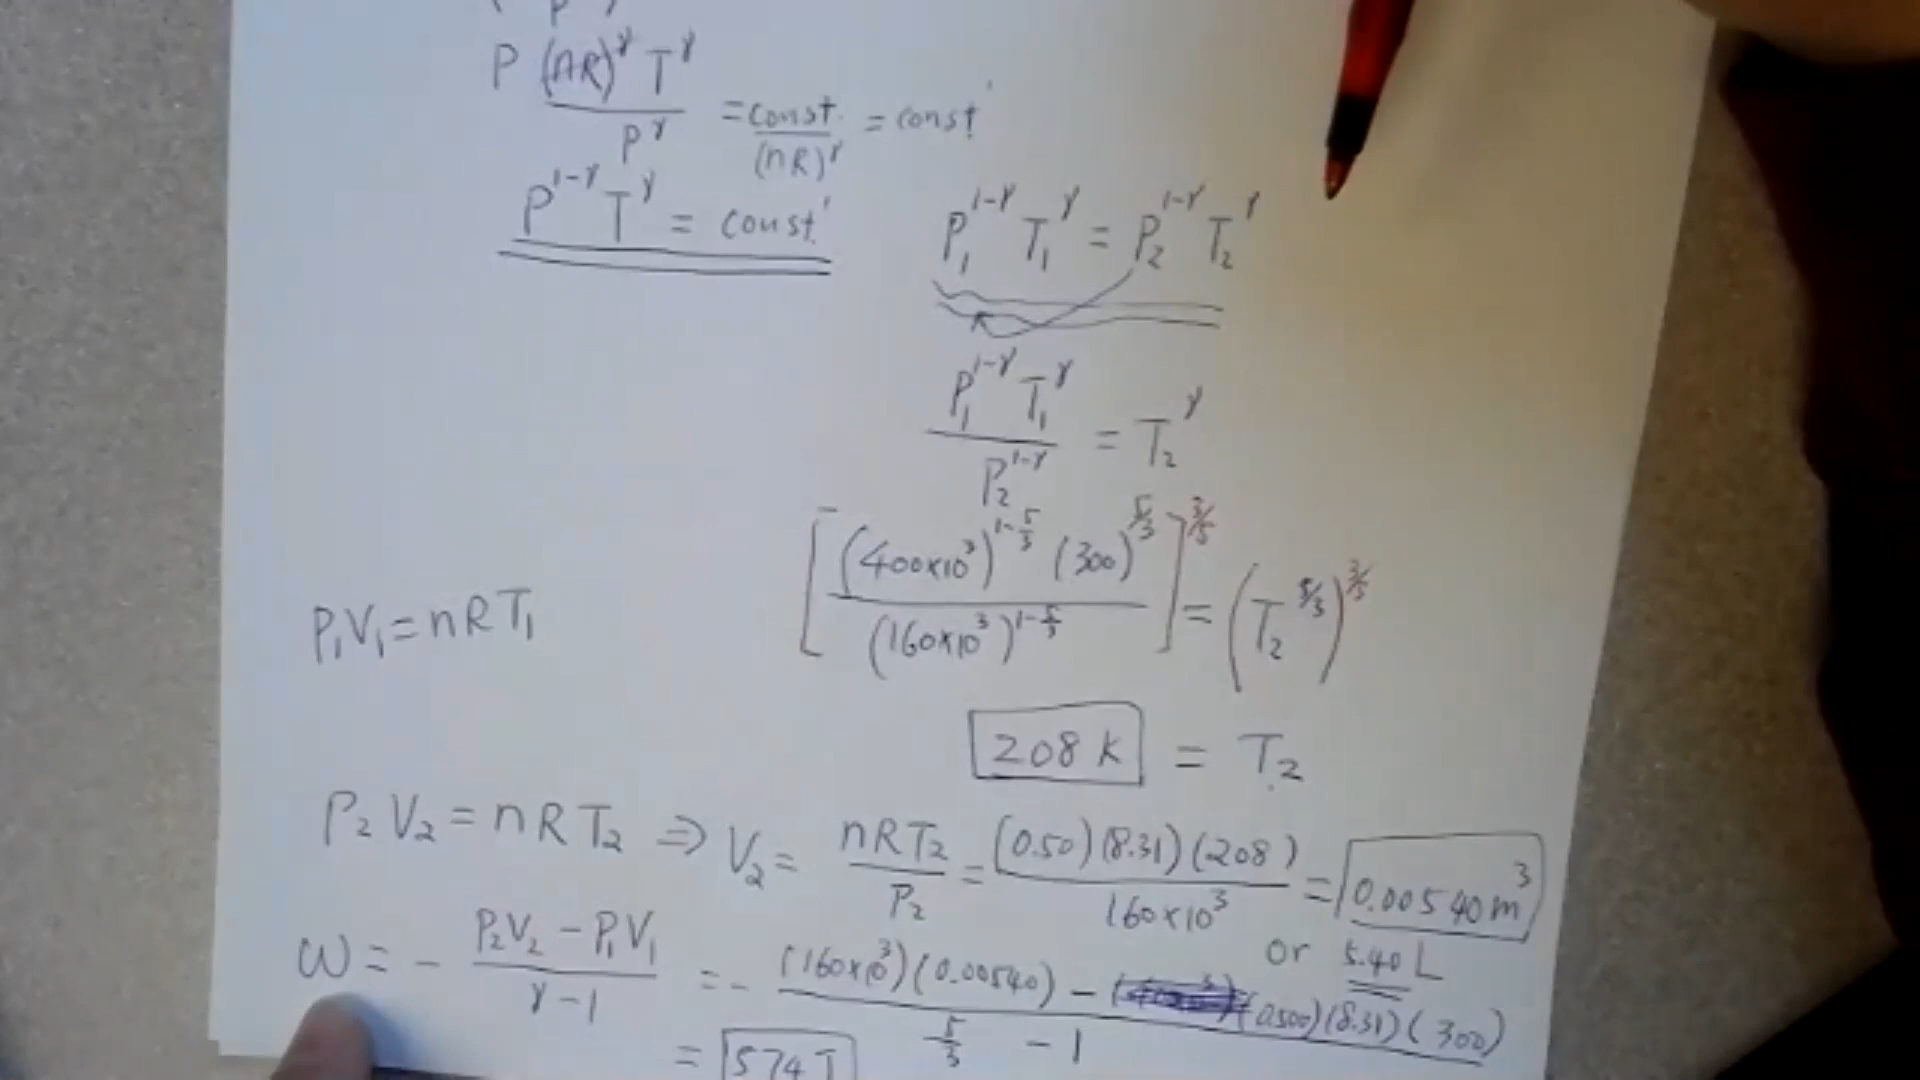 P (nR)^γ T^γ / P^γ = const. / (nR)^γ = const'
P^(1-γ) T^γ = const.'
P₁^(1-γ) T₁^γ = P₂^(1-γ) T₂^γ
P₁^(1-γ) T₁^γ / P₂^(1-γ) = T₂^γ
[ (400×10³)^(1-5/3) (300)^(5/3) / (160×10³)^(1-5/3) ]^(3/5) = (T₂^(5/3))^(3/5)
P₁V₁ = nRT₁
208 K = T₂
P₂V₂ = nRT₂ ⇒ V₂ = nRT₂ / P₂ = (0.50)(8.31)(208) / 160×10³ = 0.00540 m³
or 5.40 L
W = - (P₂V₂ - P₁V₁) / (γ - 1) = - (160×10³)(0.00540) - (0.500)(8.31)(300) / 5/3 - 1
= 574 J